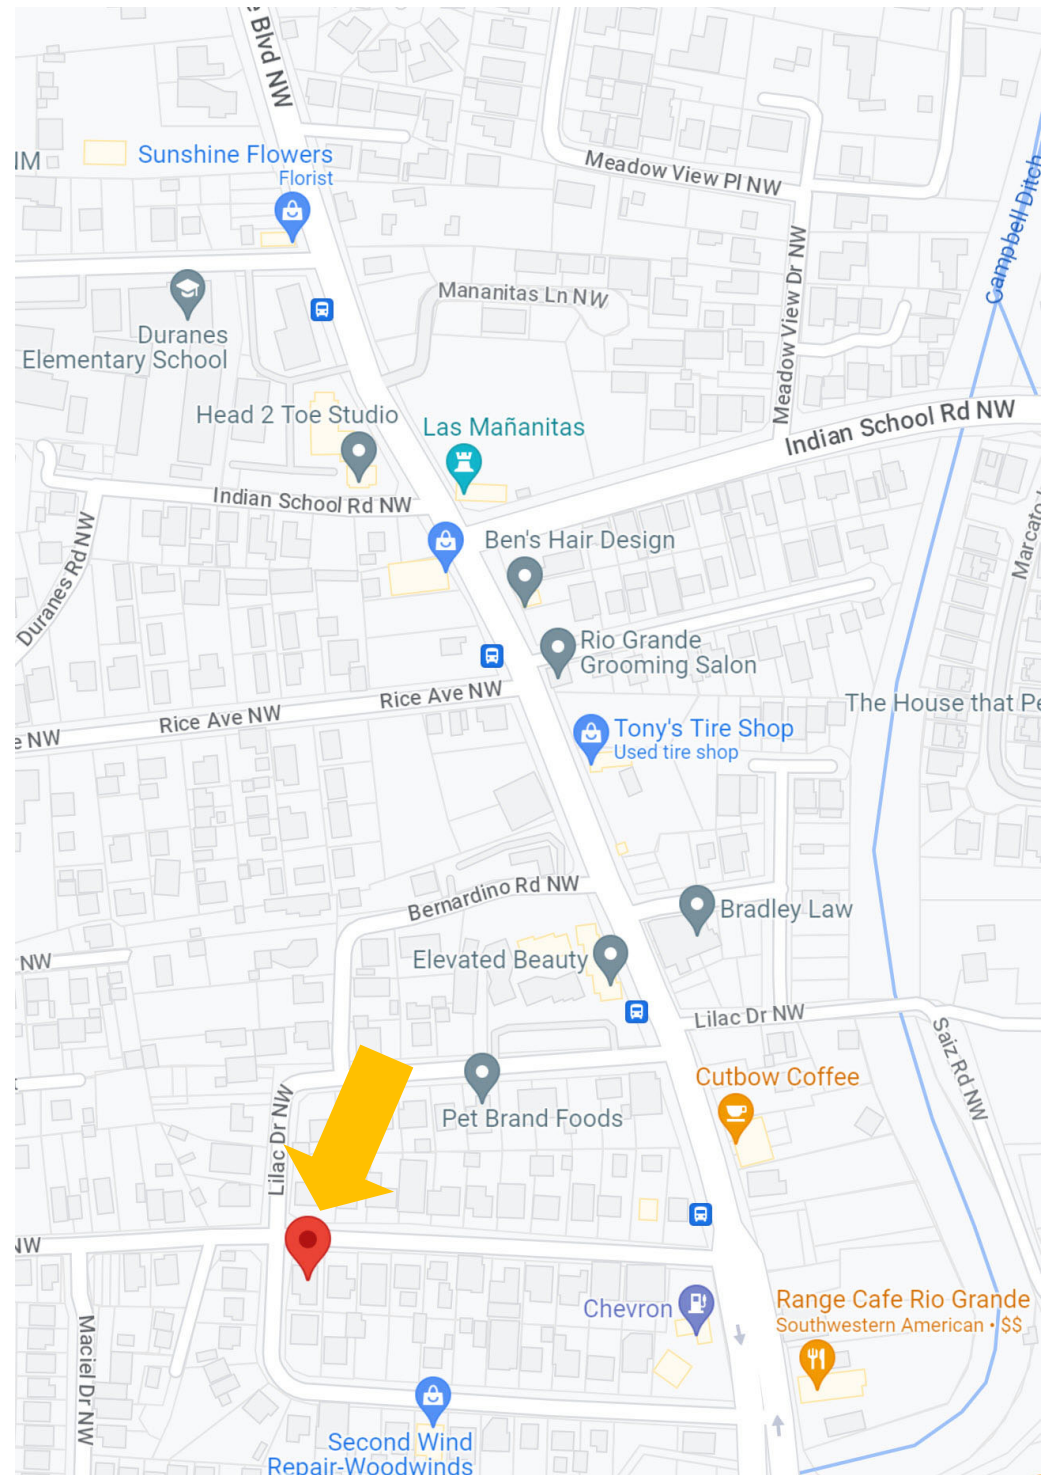 Blvd NW
Sunshine Flowers
Florist
Meadow View Pl NW
Campbell Ditch
Meadow View Dr NW
Mananitas Ln NW
Duranes
Elementary School
Head 2 Toe Studio
Las Mañanitas
Indian School Rd NW
Indian School Rd NW
Duranes Rd NW
Ben's Hair Design
Rio Grande
Grooming Salon
Rice Ave NW
Rice Ave NW
NW
The House that
Tony's Tire Shop
Used tire shop
Bernardino Rd NW
Bradley Law
Elevated Beauty
NW
Lilac Dr NW
Saiz Rd NW
Cutbow Coffee
Pet Brand Foods
Lilac Dr NW
NW
Chevron
Range Cafe Rio Grande
Southwestern American • $$
Maciel Dr NW
Second Wind
Repair-Woodwinds